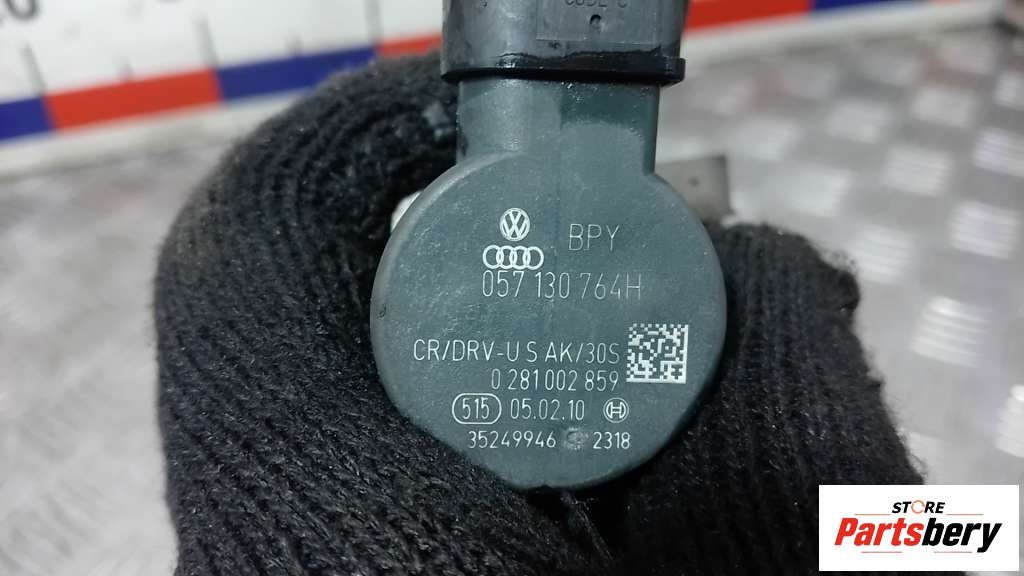 BPY
057 130 764H
CR/DRV-U S AK/30S
0 281 002 859
515 05.02.10
35249946 2318
STORE
Partsbery